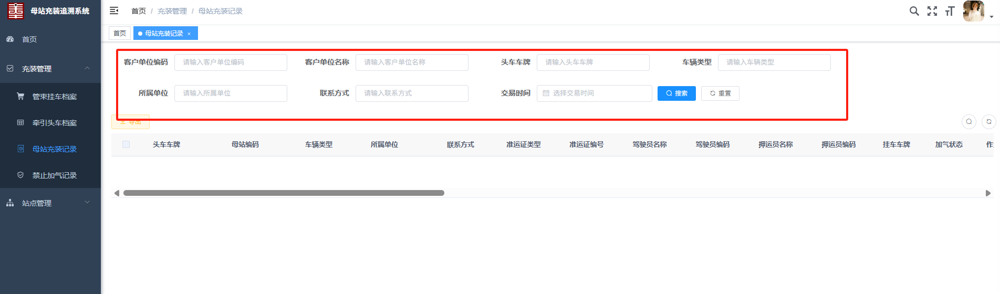 母站充装追溯系统
首页 / 充装管理 / 母站充装记录
首页
首页
母站充装记录 ×
充装管理
管束挂车档案
牵引头车档案
母站充装记录
禁止加气记录
站点管理
客户单位编码 请输入客户单位编码 客户单位名称 请输入客户单位名称 头车车牌 请输入头车车牌 车辆类型 请输入车辆类型
所属单位 请输入所属单位 联系方式 请输入联系方式 交易时间 选择交易时间 搜索 重置
导出
头车车牌 母站编码 车辆类型 所属单位 联系方式 准运证类型 准运证编号 驾驶员名称 驾驶员编码 押运员名称 押运员编码 挂车车牌 加气状态 作